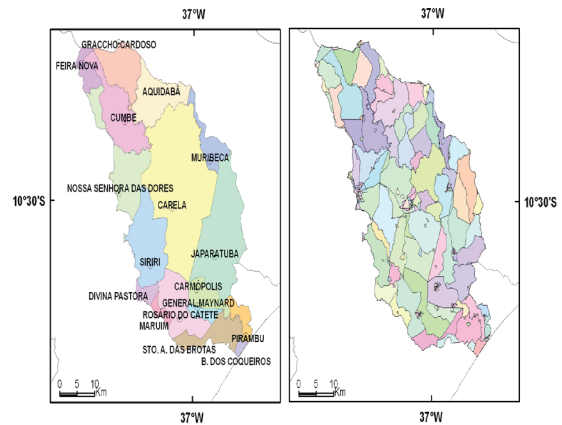 37°W
37°W
GRACCHO CARDOSO
FEIRA NOVA
AQUIDABÃ
CUMBE
MURIBECA
NOSSA SENHORA DAS DORES
10°30'S
CAPELA
10°30'S
JAPARATUBA
SIRIRI
CARMÓPOLIS
DIVINA PASTORA
GENERAL MAYNARD
ROSÁRIO DO CATETE
MARUIM
PIRAMBU
STO. A. DAS BROTAS
B. DOS COQUEIROS
0 5 10
Km
0 5 10
Km
37°W
37°W